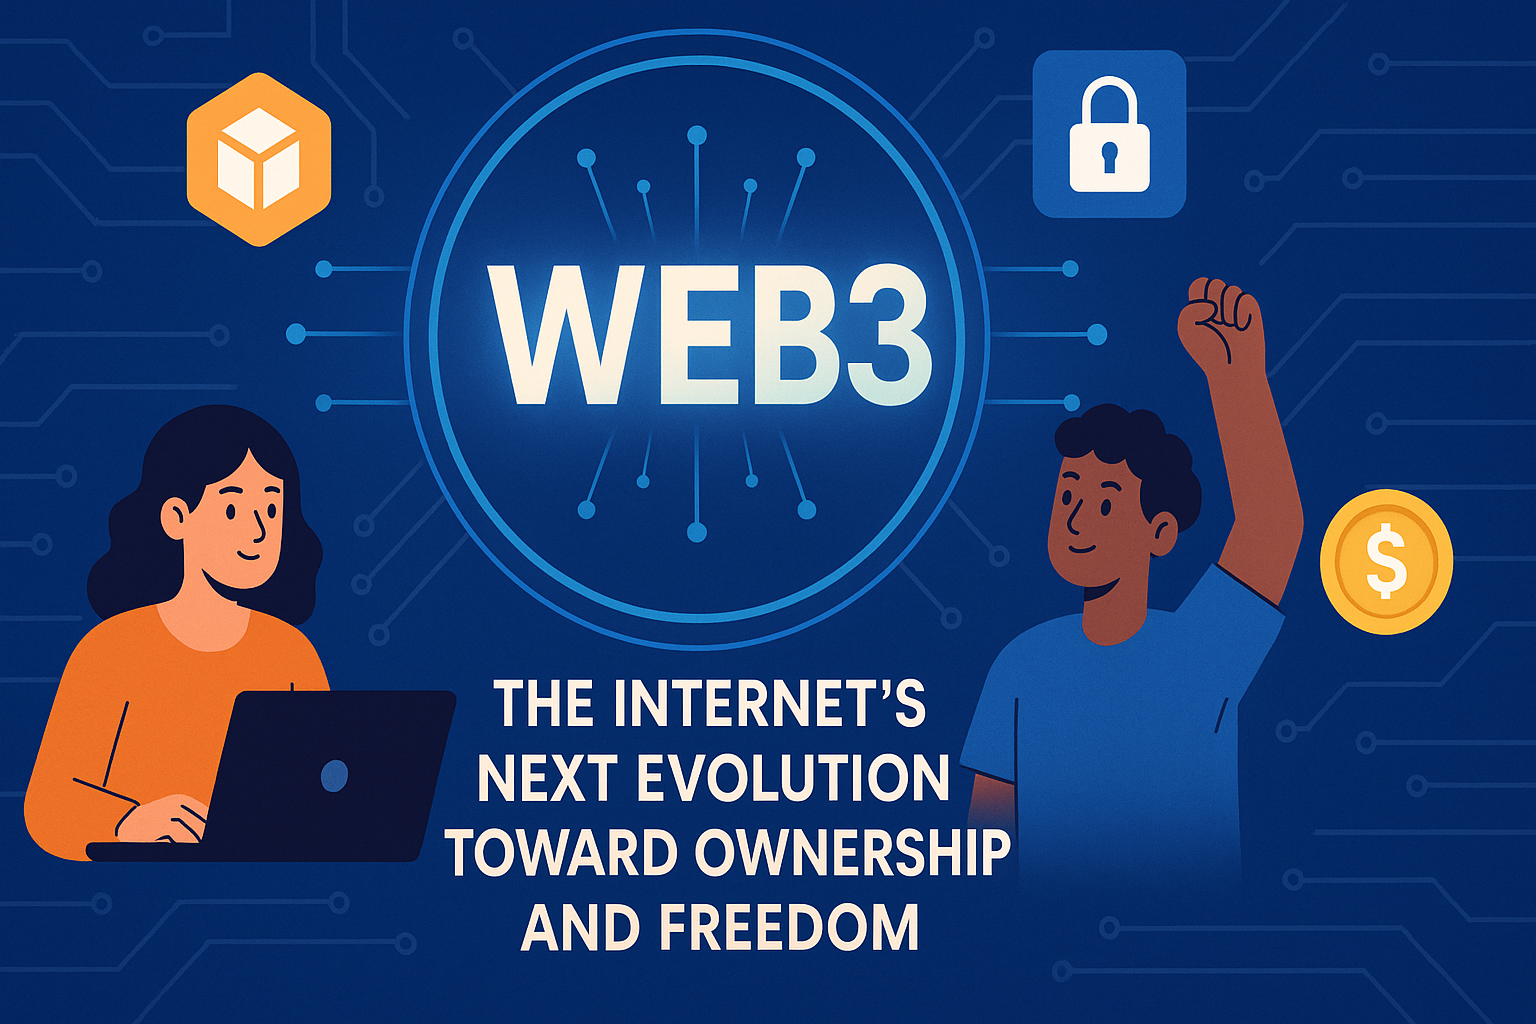 WEB3
THE INTERNET’S
NEXT EVOLUTION
TOWARD OWNERSHIP
AND FREEDOM
$